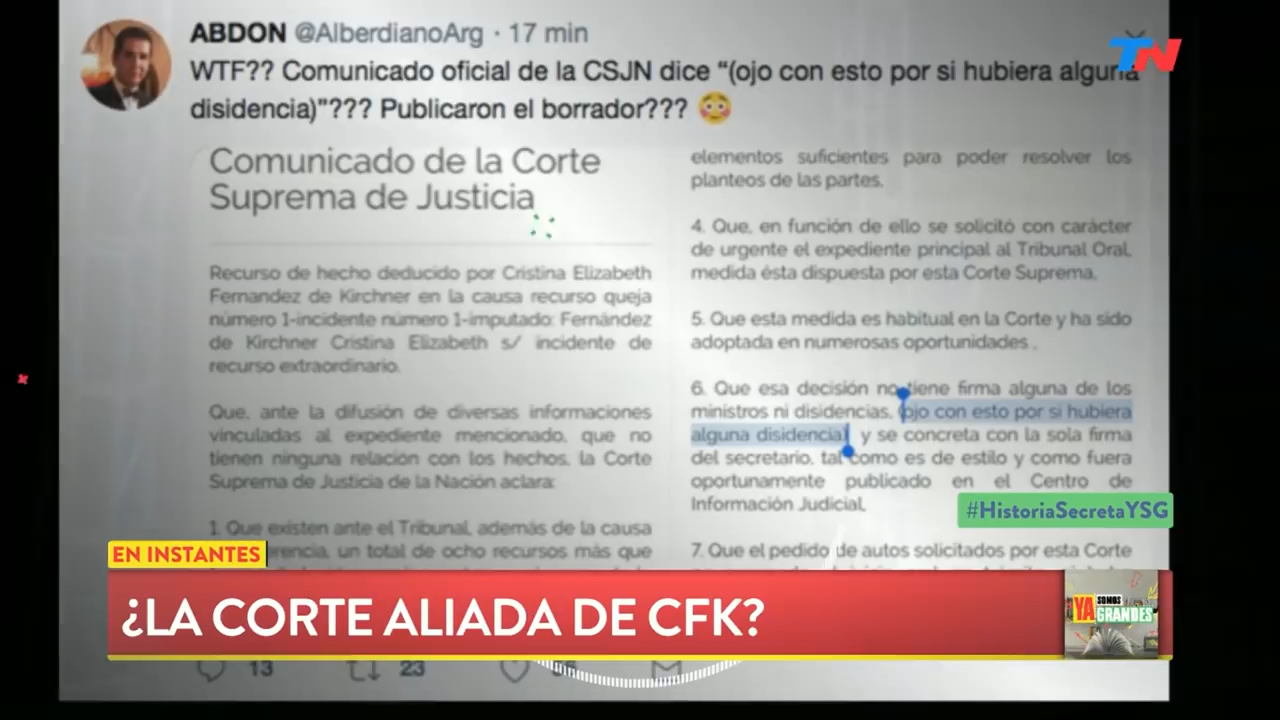 ABDON @AlberdianoArg · 17 min
WTF?? Comunicado oficial de la CSJN dice “(ojo con esto por si hubiera alguna
disidencia)”??? Publicaron el borrador??? 😳
TN
Comunicado de la Corte
Suprema de Justicia
Recurso de hecho deducido por Cristina Elizabeth
Fernandez de Kirchner en la causa recurso queja
número 1-incidente número 1-imputado: Fernández
de Kirchner Cristina Elizabeth s/ incidente de
recurso extraordinario.
Que, ante la difusión de diversas informaciones
vinculadas al expediente mencionado, que no
tienen ninguna relación con los hechos, la Corte
Suprema de Justicia de la Nación aclara:
1. Que existen ante el Tribunal, además de la causa
un total de ocho recursos más que
elementos suficientes para poder resolver los
planteos de las partes.
4. Que, en función de ello se solicitó con carácter
de urgente el expediente principal al Tribunal Oral,
medida ésta dispuesta por esta Corte Suprema.
5. Que esta medida es habitual en la Corte y ha sido
adoptada en numerosas oportunidades .
6. Que esa decisión no tiene firma alguna de los
ministros ni disidencias, (ojo con esto por si hubiera
alguna disidencia) y se concreta con la sola firma
del secretario, tal como es de estilo y como fuera
oportunamente publicado en el Centro de
Información Judicial.
7. Que el pedido de autos solicitados por esta Corte
#HistoriaSecretaYSG
EN INSTANTES
¿LA CORTE ALIADA DE CFK?
YA SOMOS GRANDES
13 23